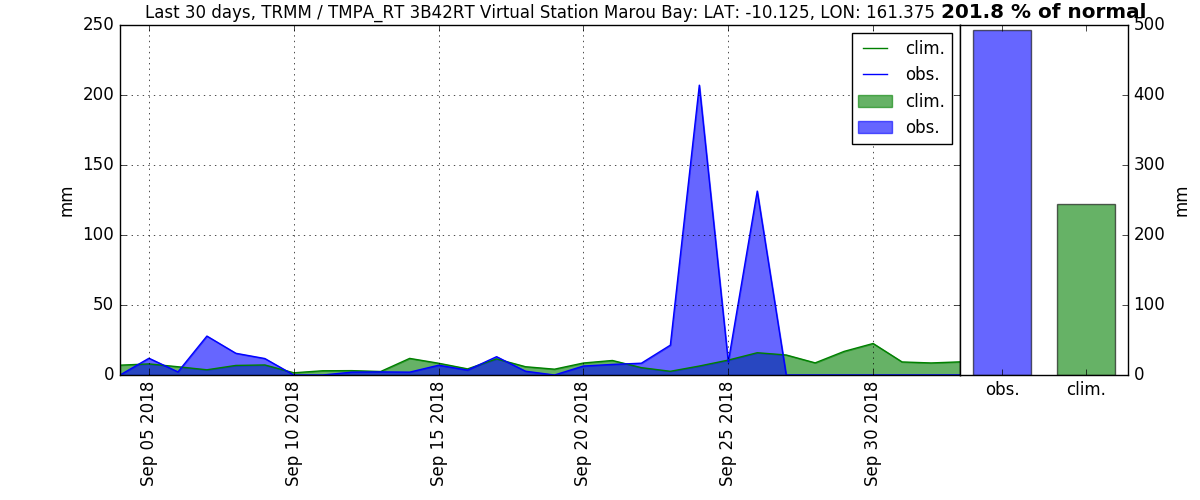 Last 30 days, TRMM / TMPA_RT 3B42RT Virtual Station Marou Bay: LAT: -10.125, LON: 161.375 201.8 % of normal
250
200
150
100
50
0
mm
clim.
obs.
clim.
obs.
Sep 05 2018
Sep 10 2018
Sep 15 2018
Sep 20 2018
Sep 25 2018
Sep 30 2018
500
400
300
200
100
0
mm
obs.
clim.